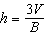 h = 3V/B